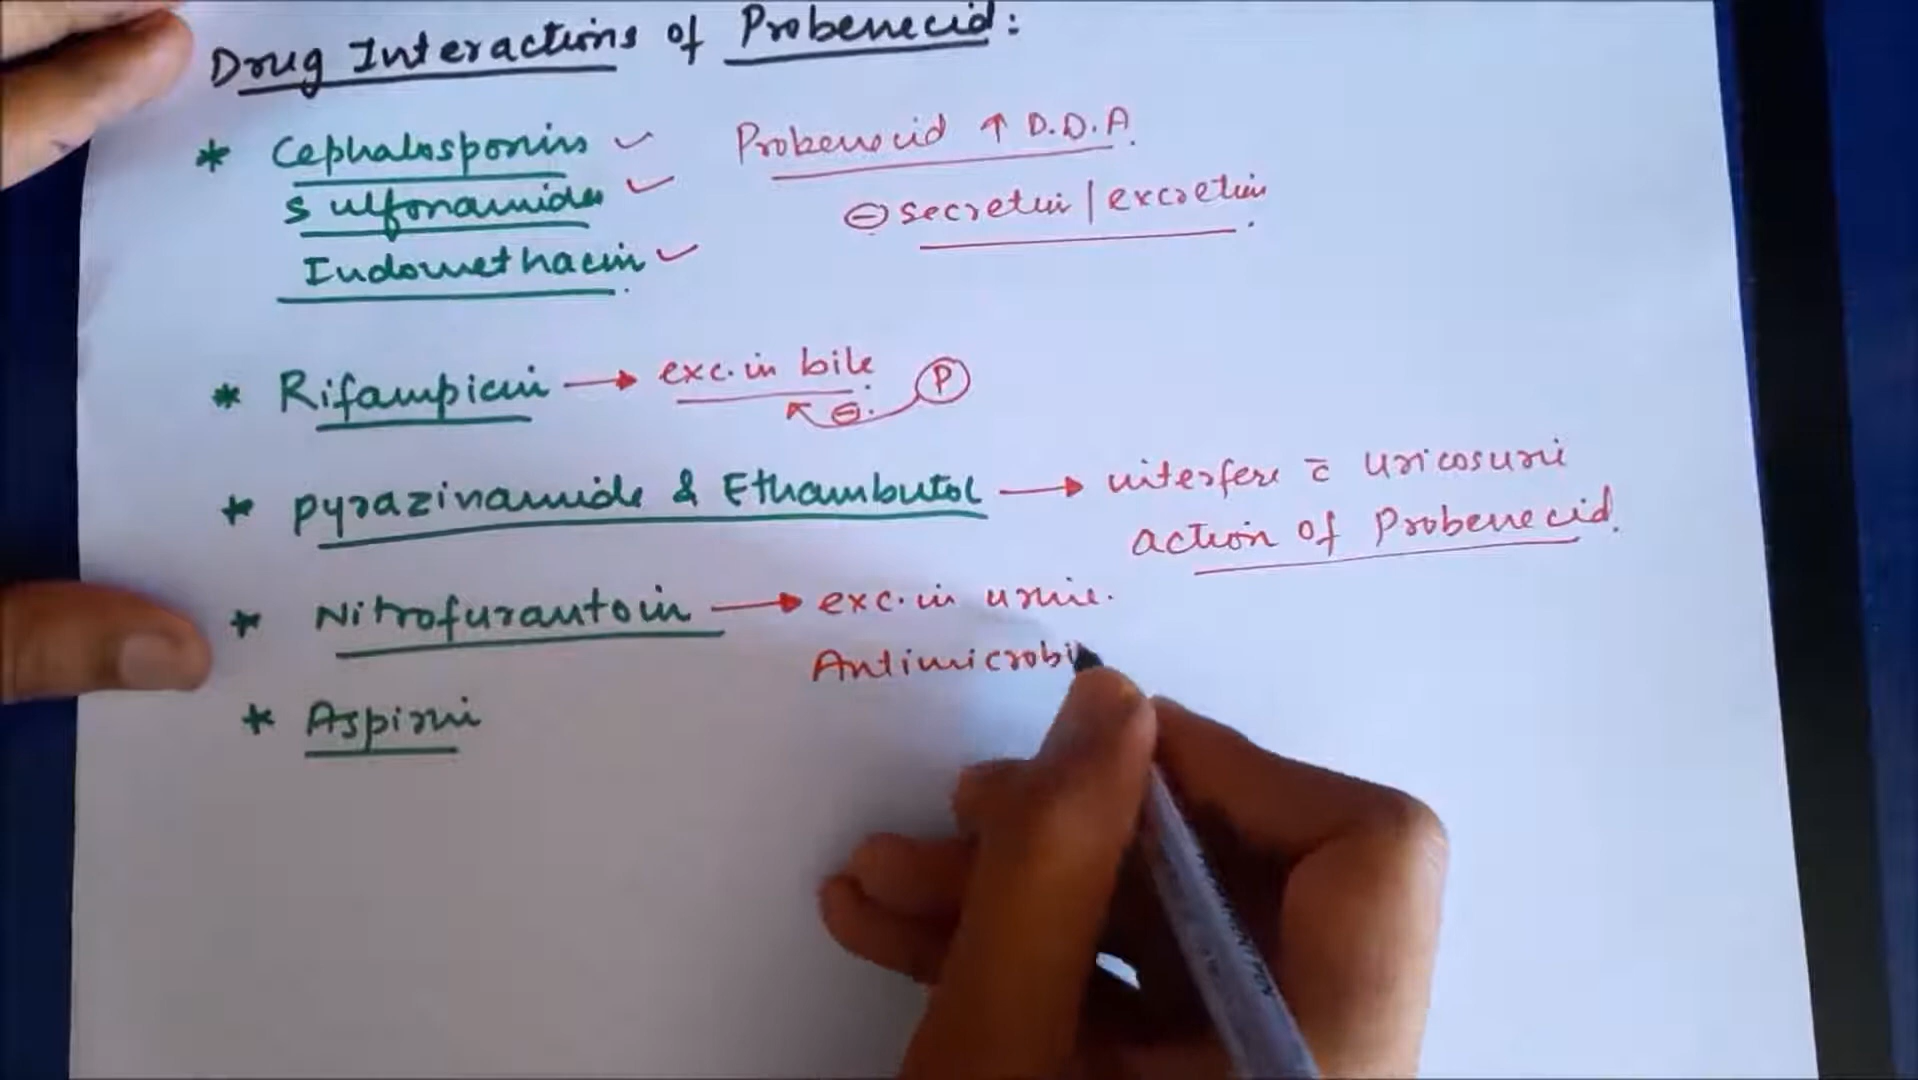 Drug Interactions of Probenecid:
* Cephalosporins ✓ Probenecid ↑ D.D.A.
Sulfonamides ✓ ⊖ secretion / excretion.
Indomethacin ✓
* Rifampicin → exc. in bile
⊖. P
* pyrazinamide & Ethambutol → interfere c̄ uricosuric
action of Probenecid.
* Nitrofurantoin → exc. in urine.
Antimicrobi
* Aspirin